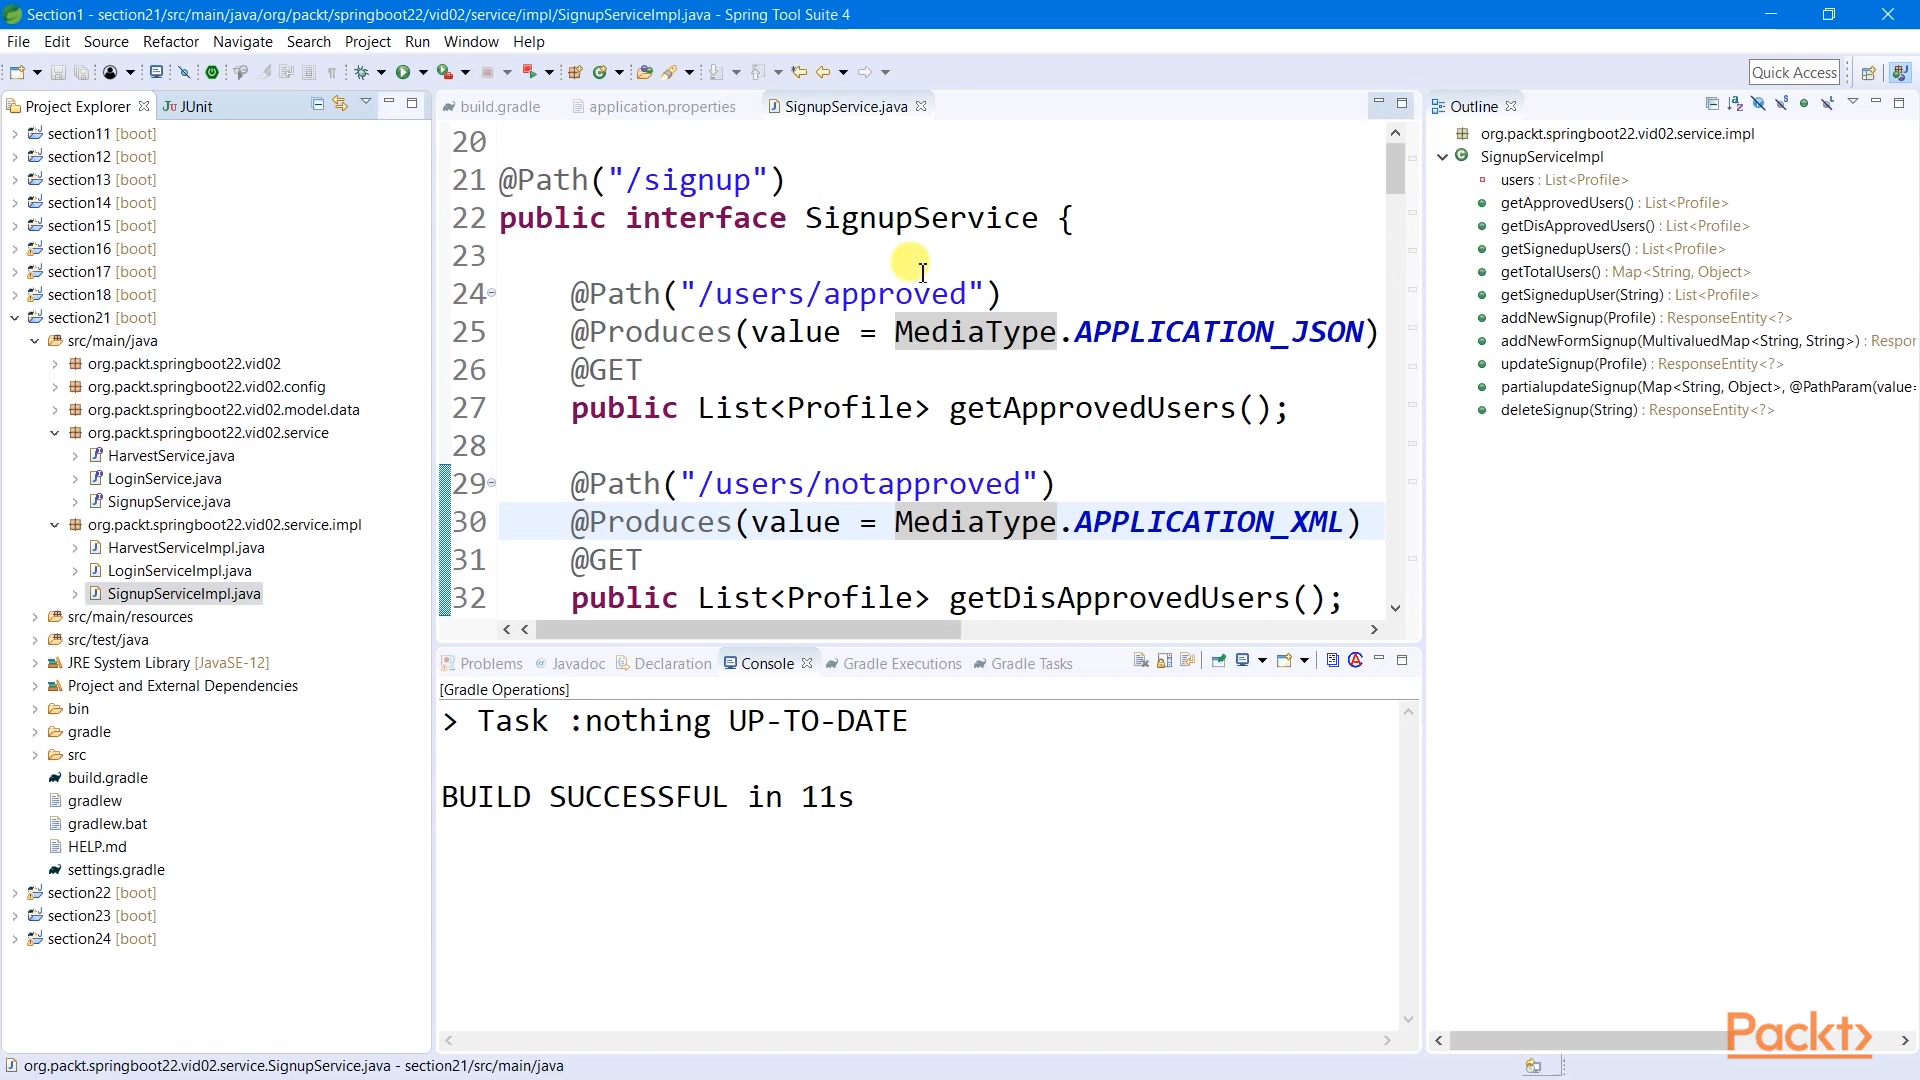 Section1 - section21/src/main/java/org/packt/springboot22/vid02/service/impl/SignupServiceImpl.java - Spring Tool Suite 4
File Edit Source Refactor Navigate Search Project Run Window Help
Quick Access
Project Explorer
JUnit
section11 [boot]
section12 [boot]
section13 [boot]
section14 [boot]
section15 [boot]
section16 [boot]
section17 [boot]
section18 [boot]
section21 [boot]
src/main/java
org.packt.springboot22.vid02
org.packt.springboot22.vid02.config
org.packt.springboot22.vid02.model.data
org.packt.springboot22.vid02.service
HarvestService.java
LoginService.java
SignupService.java
org.packt.springboot22.vid02.service.impl
HarvestServiceImpl.java
LoginServiceImpl.java
SignupServiceImpl.java
src/main/resources
src/test/java
JRE System Library [JavaSE-12]
Project and External Dependencies
bin
gradle
src
build.gradle
gradlew
gradlew.bat
HELP.md
settings.gradle
section22 [boot]
section23 [boot]
section24 [boot]
build.gradle application.properties SignupService.java
20
21 @Path("/signup")
22 public interface SignupService {
23
24 @Path("/users/approved")
25 @Produces(value = MediaType.APPLICATION_JSON)
26 @GET
27 public List<Profile> getApprovedUsers();
28
29 @Path("/users/notapproved")
30 @Produces(value = MediaType.APPLICATION_XML)
31 @GET
32 public List<Profile> getDisApprovedUsers();
Problems Javadoc Declaration Console Gradle Executions Gradle Tasks
[Gradle Operations]
> Task :nothing UP-TO-DATE
BUILD SUCCESSFUL in 11s
Outline
org.packt.springboot22.vid02.service.impl
SignupServiceImpl
users : List<Profile>
getApprovedUsers() : List<Profile>
getDisApprovedUsers() : List<Profile>
getSignedupUsers() : List<Profile>
getTotalUsers() : Map<String, Object>
getSignedupUser(String) : List<Profile>
addNewSignup(Profile) : ResponseEntity<?>
addNewFormSignup(MultivaluedMap<String, String>) : Respor
updateSignup(Profile) : ResponseEntity<?>
partialupdateSignup(Map<String, Object>, @PathParam(value=
deleteSignup(String) : ResponseEntity<?>
Packt>
org.packt.springboot22.vid02.service.SignupService.java - section21/src/main/java